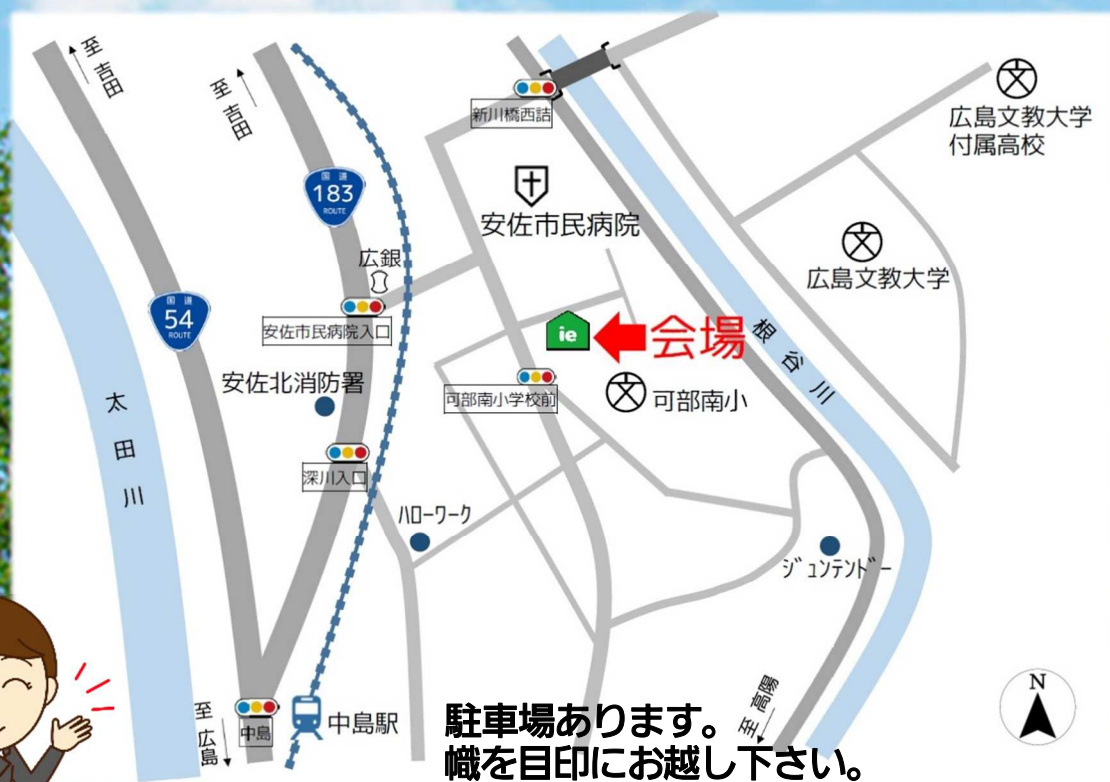 至 吉田
至 吉田
国道
183
ROUTE
国道
54
ROUTE
新川橋西詰
安佐市民病院
広島文教大学
付属高校
広島文教大学
広銀
安佐市民病院入口
ie
会場
根谷川
安佐北消防署
可部南小学校前
可部南小
太田川
深川入口
ハローワーク
ジュンテンドー
至 広島
中島
中島駅
至 高陽
N
駐車場あります。
幟を目印にお越し下さい。